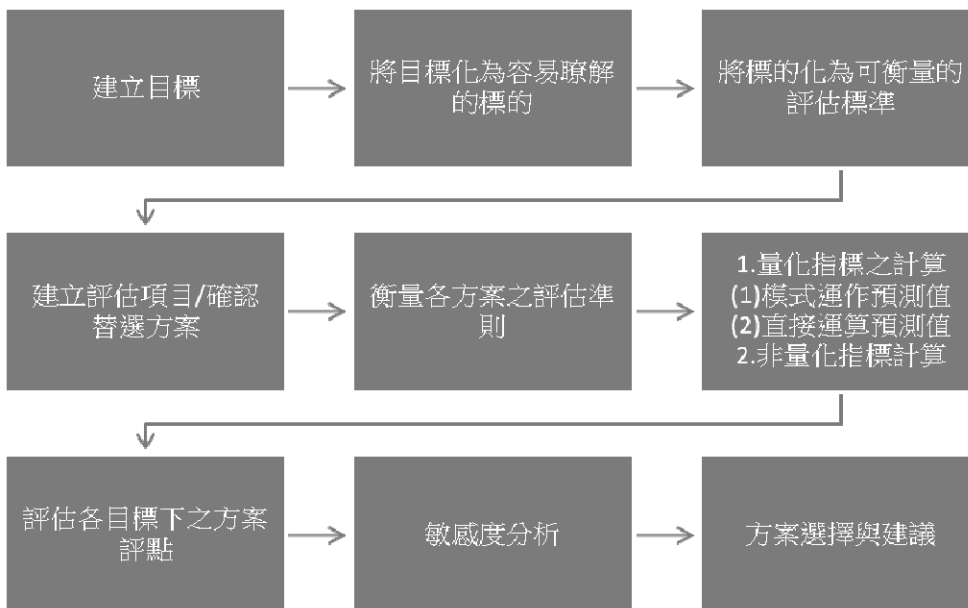 建立目標
將目標化為容易瞭解
的標的
將標的化為可衡量的
評估標準
建立評估項目/確認
替選方案
衡量各方案之評估準
則
1.量化指標之計算
(1)模式運作預測值
(2)直接運算預測值
2.非量化指標計算
評估各目標下之方案
評點
敏感度分析
方案選擇與建議